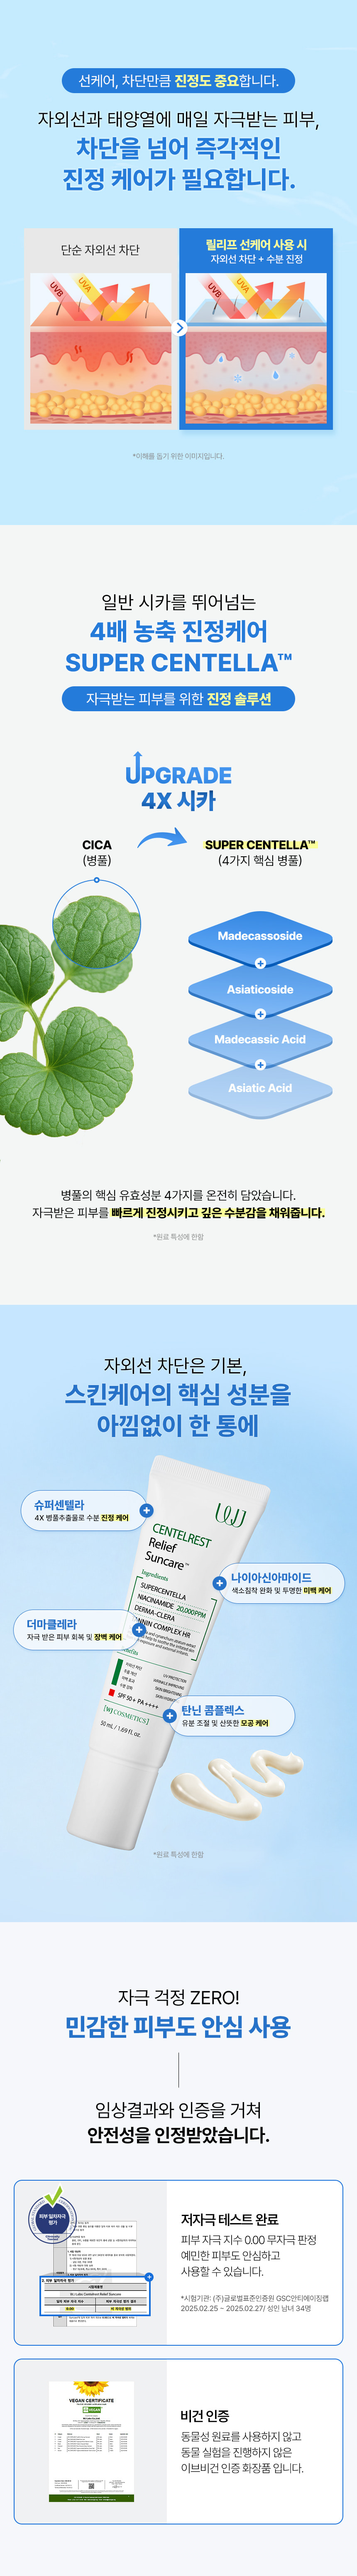 선케어, 차단만큼 진정도 중요합니다.
자외선과 태양열에 매일 자극받는 피부,
차단을 넘어 즉각적인
진정 케어가 필요합니다.
단순 자외선 차단
릴리프 선케어 사용 시
자외선 차단 + 수분 진정
UVB
UVA
UVB
UVA
*이해를 돕기 위한 이미지입니다.
일반 시카를 뛰어넘는
4배 농축 진정케어
SUPER CENTELLA™
자극받는 피부를 위한 진정 솔루션
UPGRADE
4X 시카
CICA
(병풀)
SUPER CENTELLA™
(4가지 핵심 병풀)
Madecassoside
Asiaticoside
Madecassic Acid
Asiatic Acid
병풀의 핵심 유효성분 4가지를 온전히 담았습니다.
자극받은 피부를 빠르게 진정시키고 깊은 수분감을 채워줍니다.
*원료 특성에 한함
자외선 차단은 기본,
스킨케어의 핵심 성분을
아낌없이 한 통에
슈퍼센텔라
4X 병풀추출물로 수분 진정 케어
나이아신아마이드
색소침착 완화 및 투명한 미백 케어
더마클레라
자극 받은 피부 회복 및 장벽 케어
탄닌 콤플렉스
유분 조절 및 산뜻한 모공 케어
CENTELREST
Relief
Suncare™
Ingredients
SUPERCENTELLA
NIACINAMIDE 20,000PPM
DERMA-CLERA
NNIN COMPLEX HR
UV PROTECTOR
WRINKLE IMPROVER
SKIN BRIGHTENING
SPF 50+ PA ++++
[W] COSMETICS]
50 mL / 1.69 fl. oz.
*원료 특성에 한함
자극 걱정 ZERO!
민감한 피부도 안심 사용
임상결과와 인증을 거쳐
안전성을 인정받았습니다.
피부 일차자극
평가
저자극 테스트 완료
피부 자극 지수 0.00 무자극 판정
예민한 피부도 안심하고
사용할 수 있습니다.
*시험기관: (주)글로벌표준인증원 GSC안티에이징랩
2025.02.25 ~ 2025.02.27/ 성인 남녀 34명
VEGAN CERTIFICATE
VEGAN
비건 인증
동물성 원료를 사용하지 않고
동물 실험을 진행하지 않은
이브비건 인증 화장품 입니다.